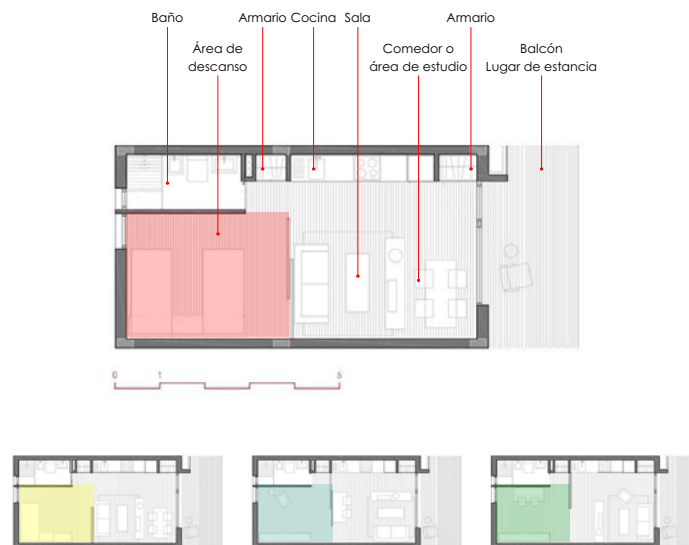 Baño
Armario
Cocina
Sala
Armario
Área de
descanso
Comedor o
área de estudio
Balcón
Lugar de estancia
0
1
5